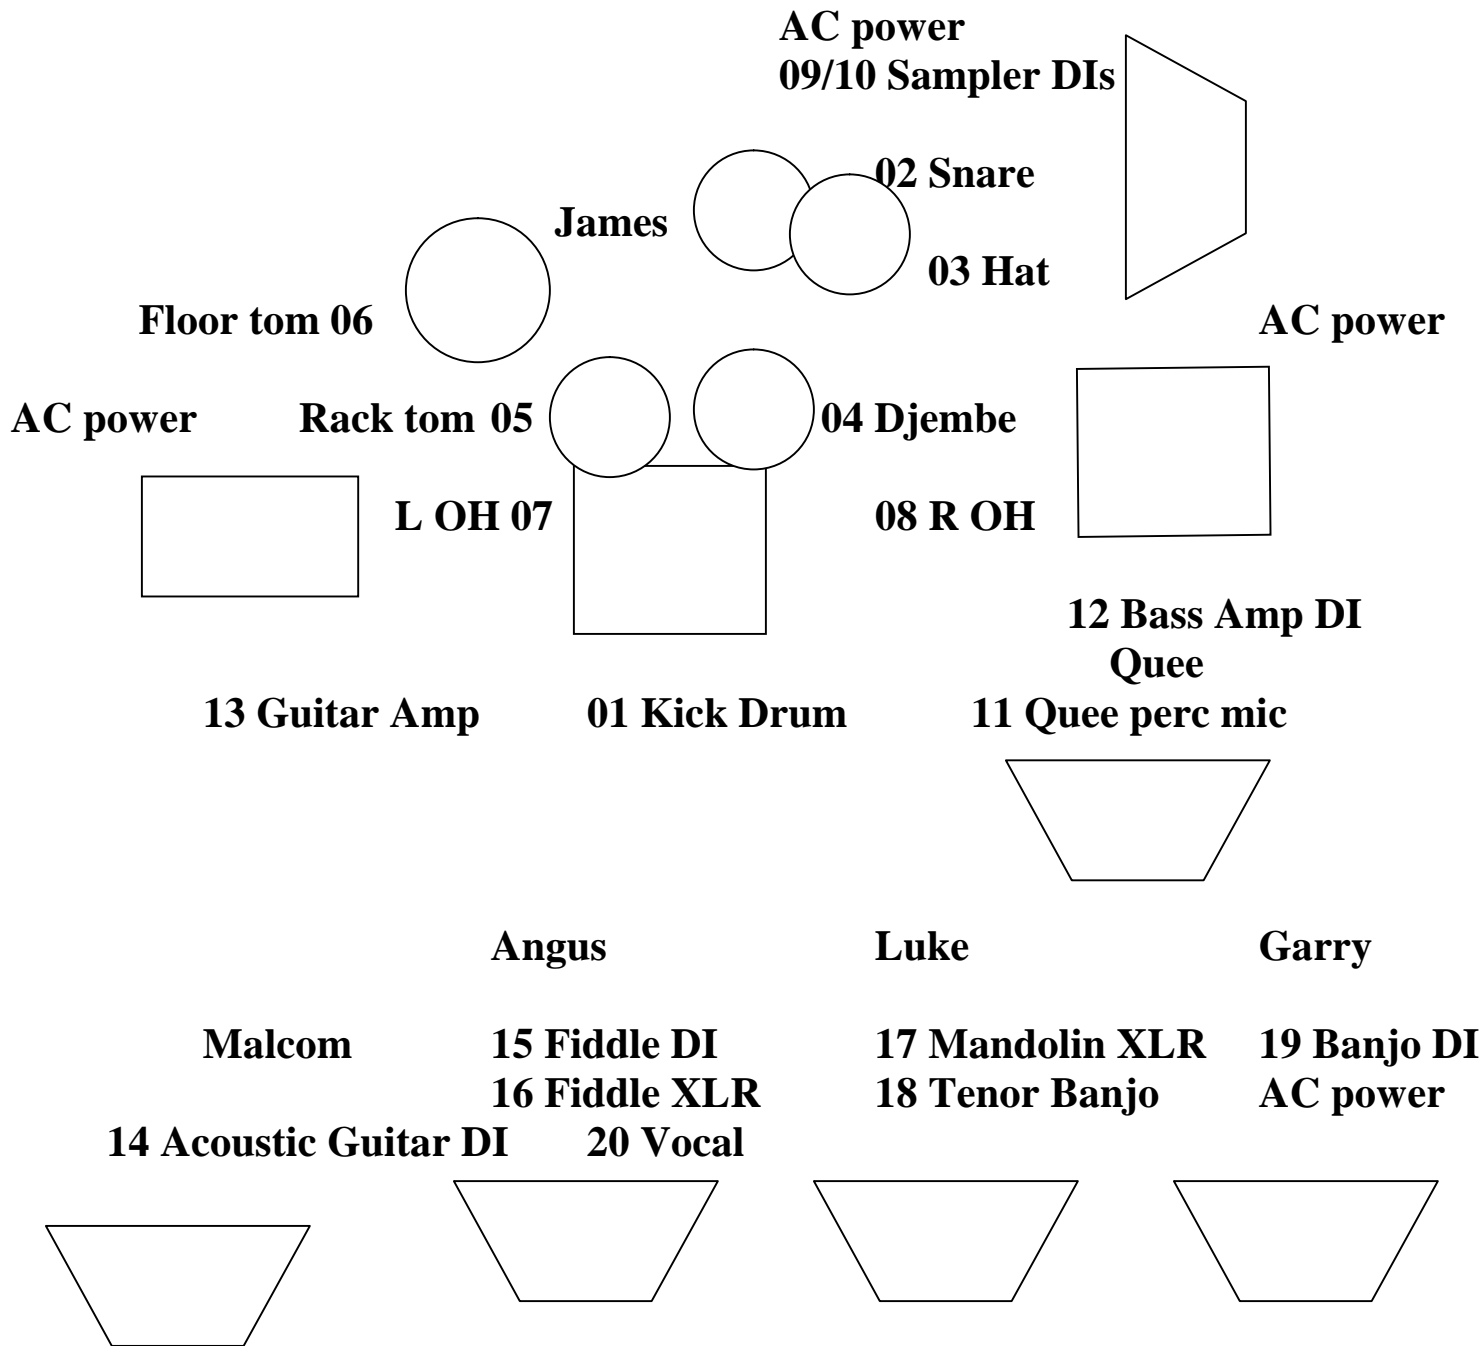 AC power
09/10 Sampler DIs
02 Snare
James
03 Hat
Floor tom 06
AC power
AC power
Rack tom 05
04 Djembe
L OH 07
08 R OH
12 Bass Amp DI
Quee
13 Guitar Amp
01 Kick Drum
11 Quee perc mic
Angus
Luke
Garry
Malcom
15 Fiddle DI
17 Mandolin XLR
19 Banjo DI
16 Fiddle XLR
18 Tenor Banjo
AC power
14 Acoustic Guitar DI
20 Vocal